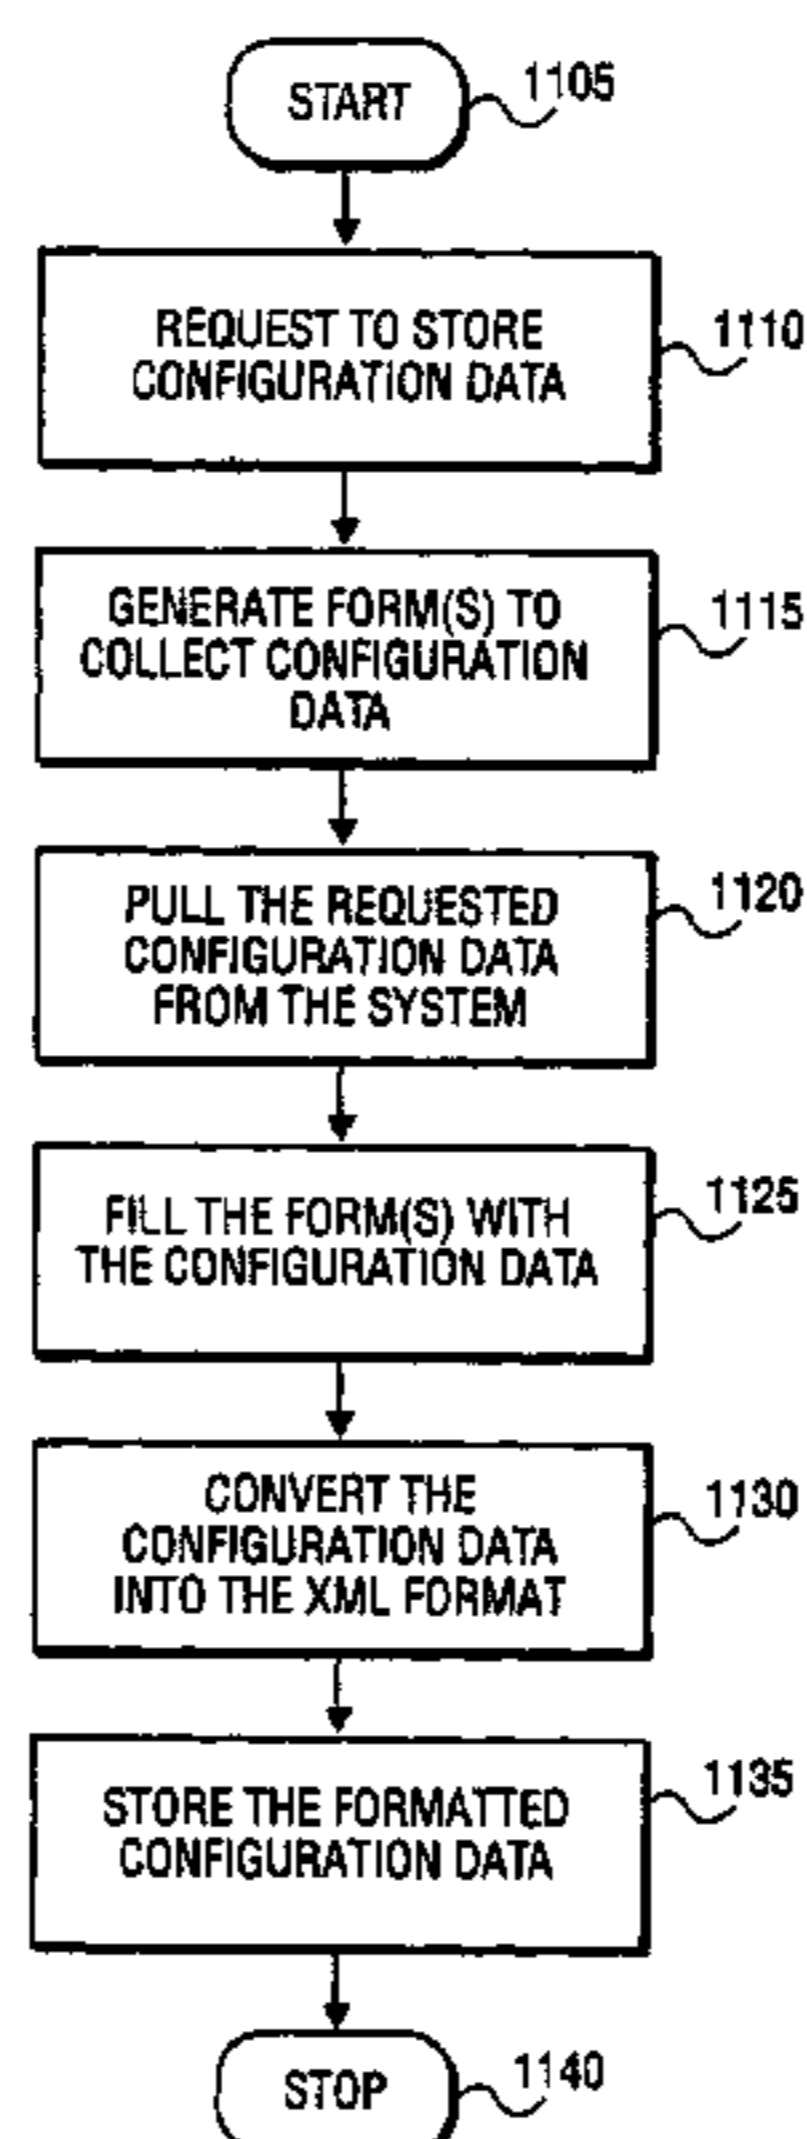 START
1105
REQUEST TO STORE
CONFIGURATION DATA
1110
GENERATE FORM(S) TO
COLLECT CONFIGURATION
DATA
1115
PULL THE REQUESTED
CONFIGURATION DATA
FROM THE SYSTEM
1120
FILL THE FORM(S) WITH
THE CONFIGURATION DATA
1125
CONVERT THE
CONFIGURATION DATA
INTO THE XML FORMAT
1130
STORE THE FORMATTED
CONFIGURATION DATA
1135
STOP
1140